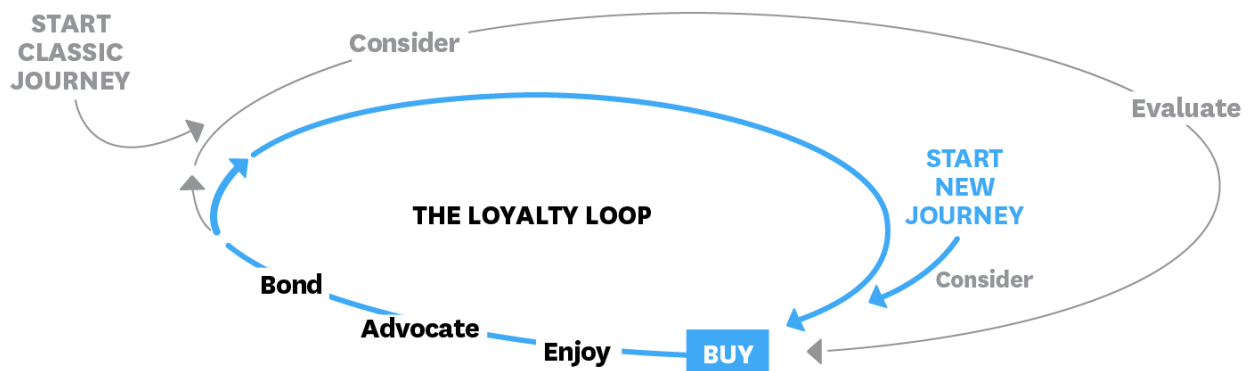 START
CLASSIC
JOURNEY
Consider
Evaluate
START
NEW
JOURNEY
THE LOYALTY LOOP
Consider
Bond
Advocate
Enjoy
BUY